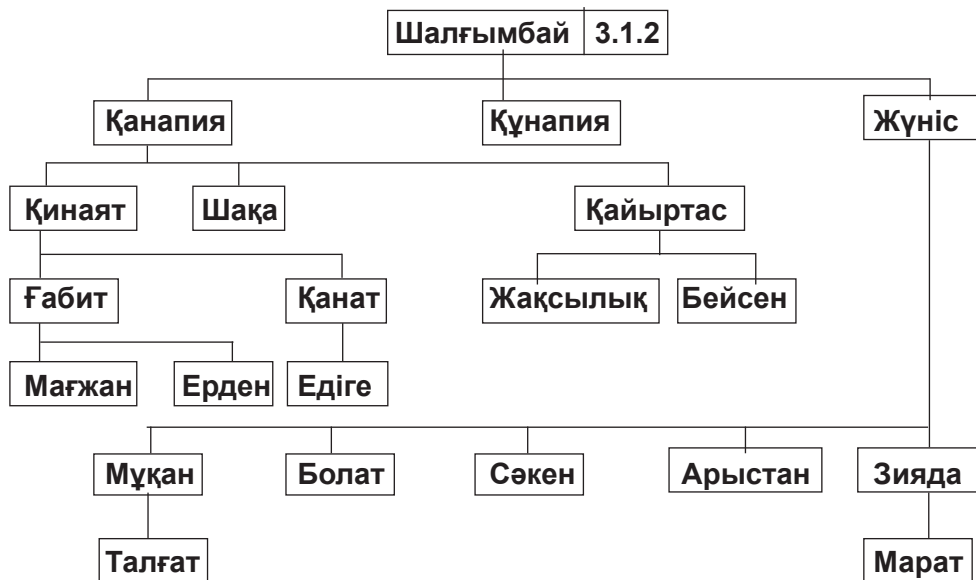 Шалғымбай 3.1.2
Қанапия Құнапия Жүніс
Қинаят Шақа Қайыртас
Ғабит Қанат Жақсылық Бейсен
Мағжан Ерден Едіге
Мұқан Болат Сәкен Арыстан Зияда
Талғат Марат